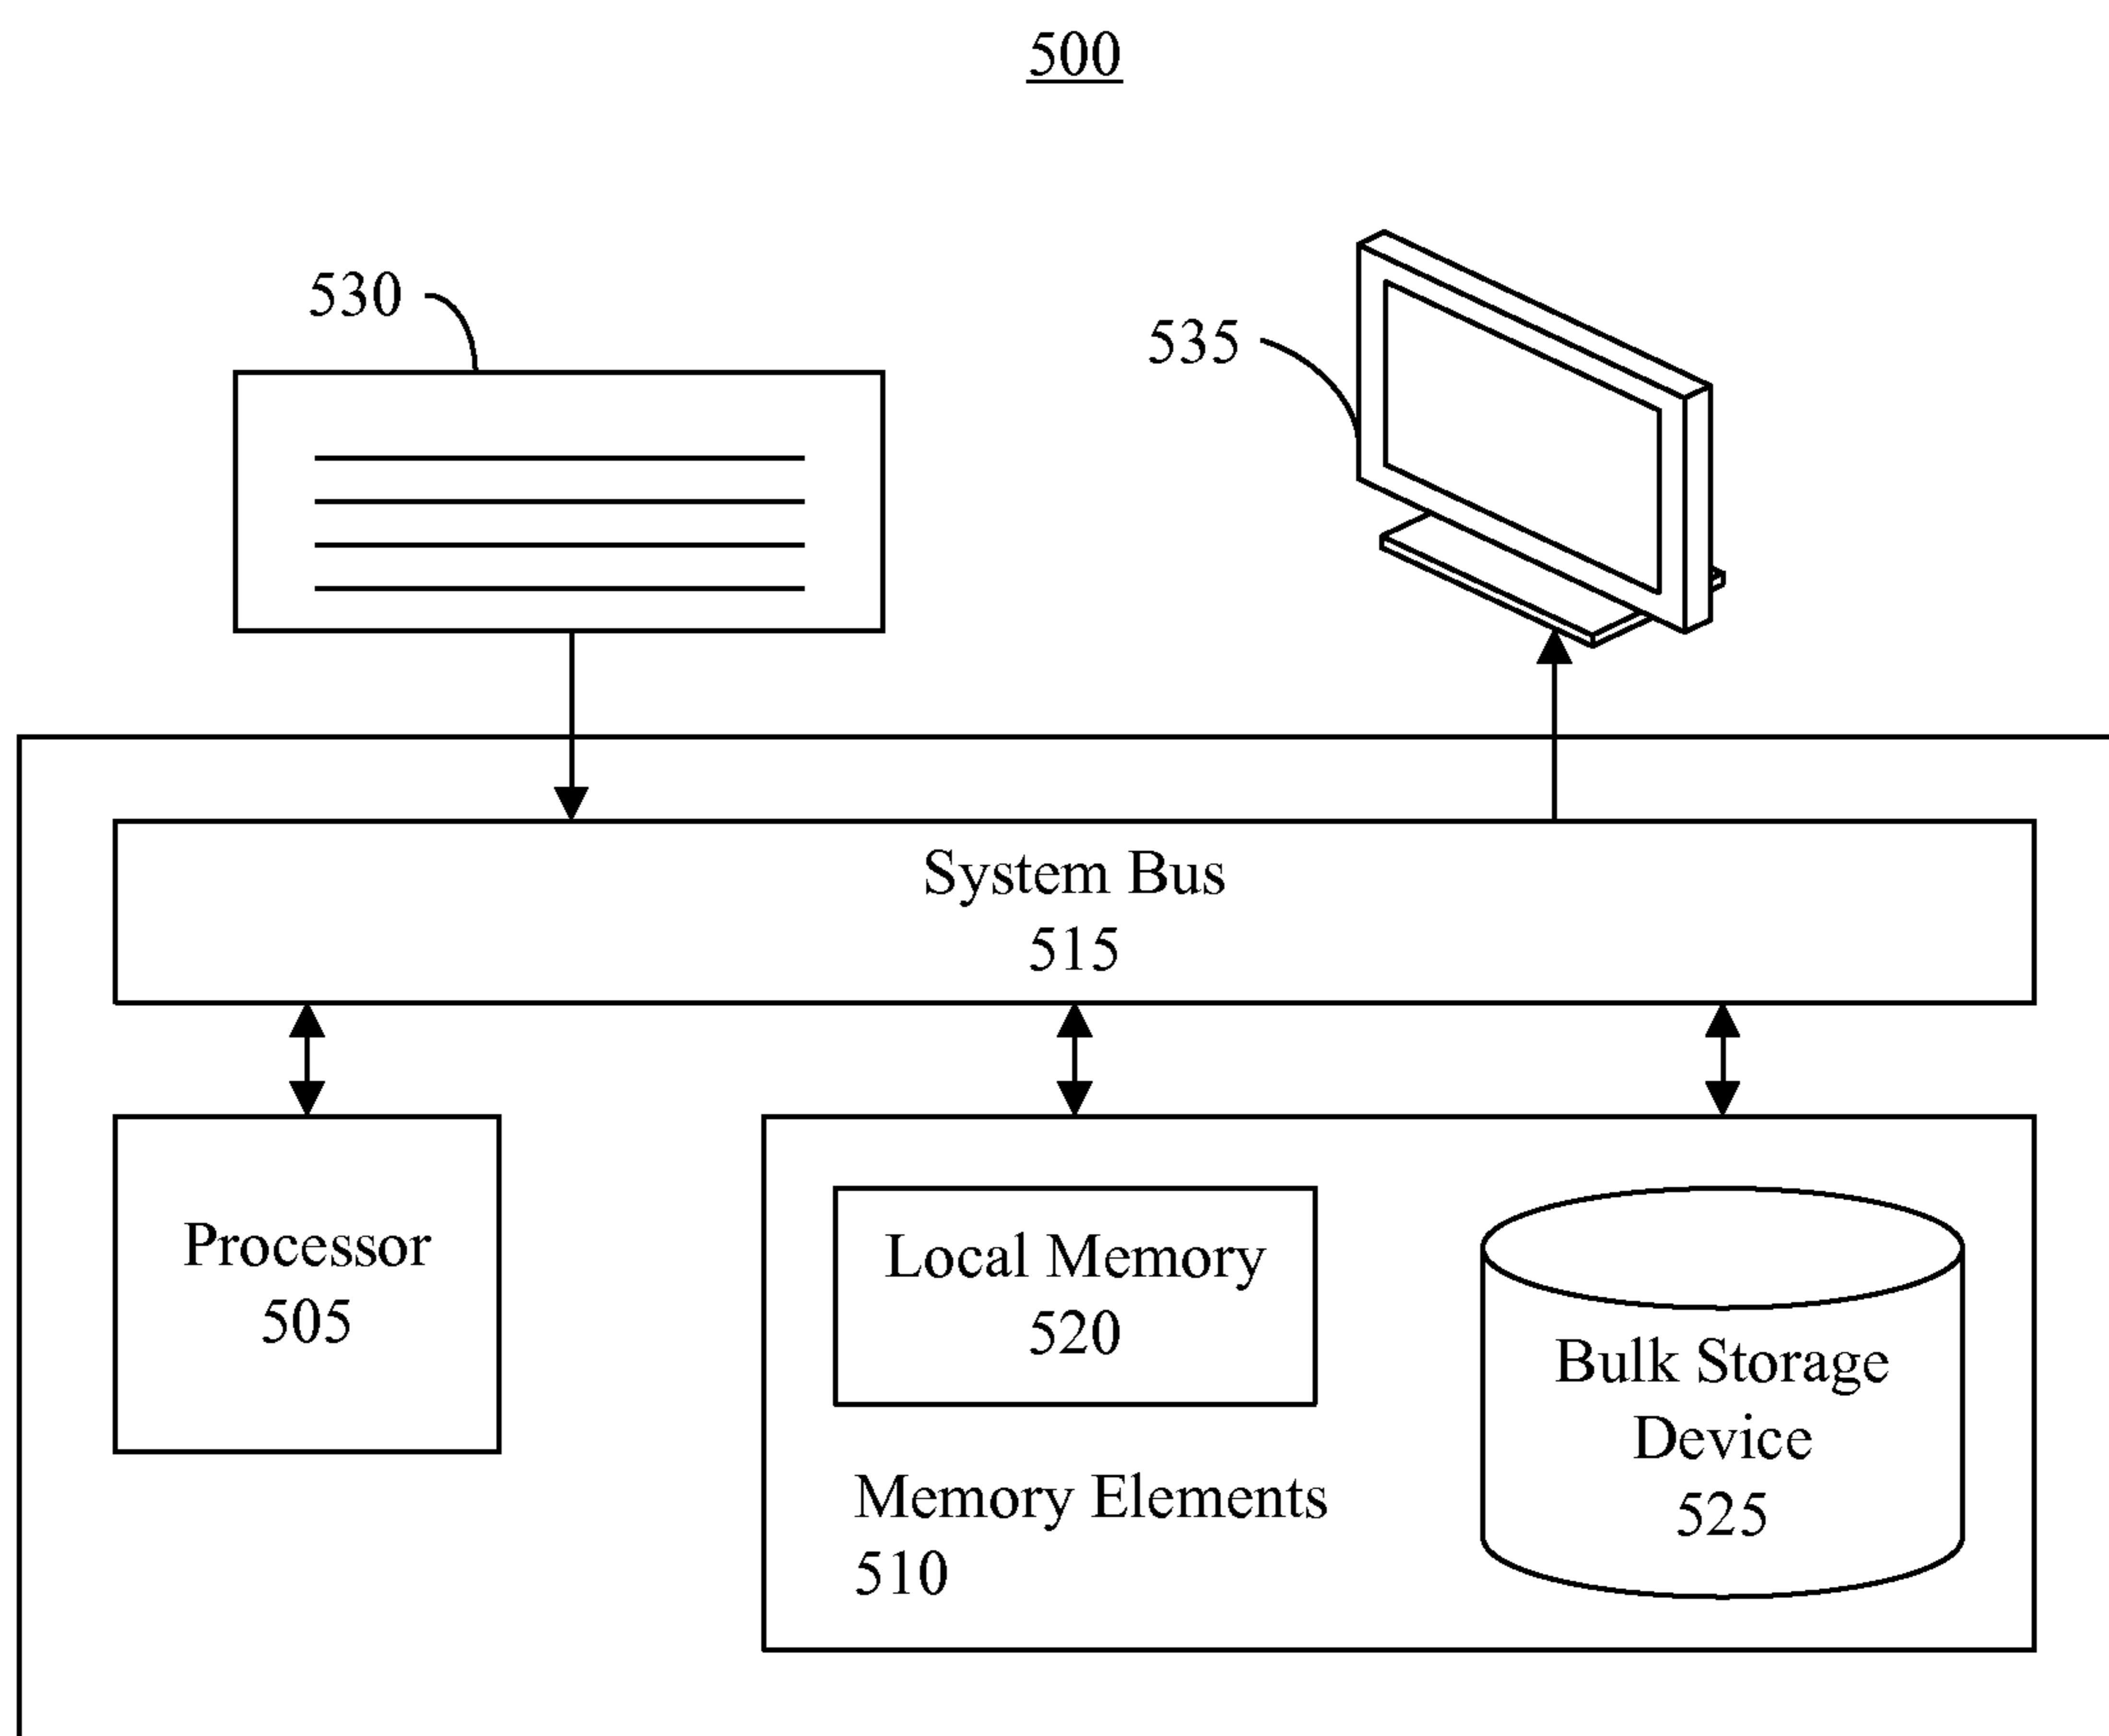 500
530
535
System Bus
515
Processor
505
Local Memory
520
Memory Elements
510
Bulk Storage
Device
525